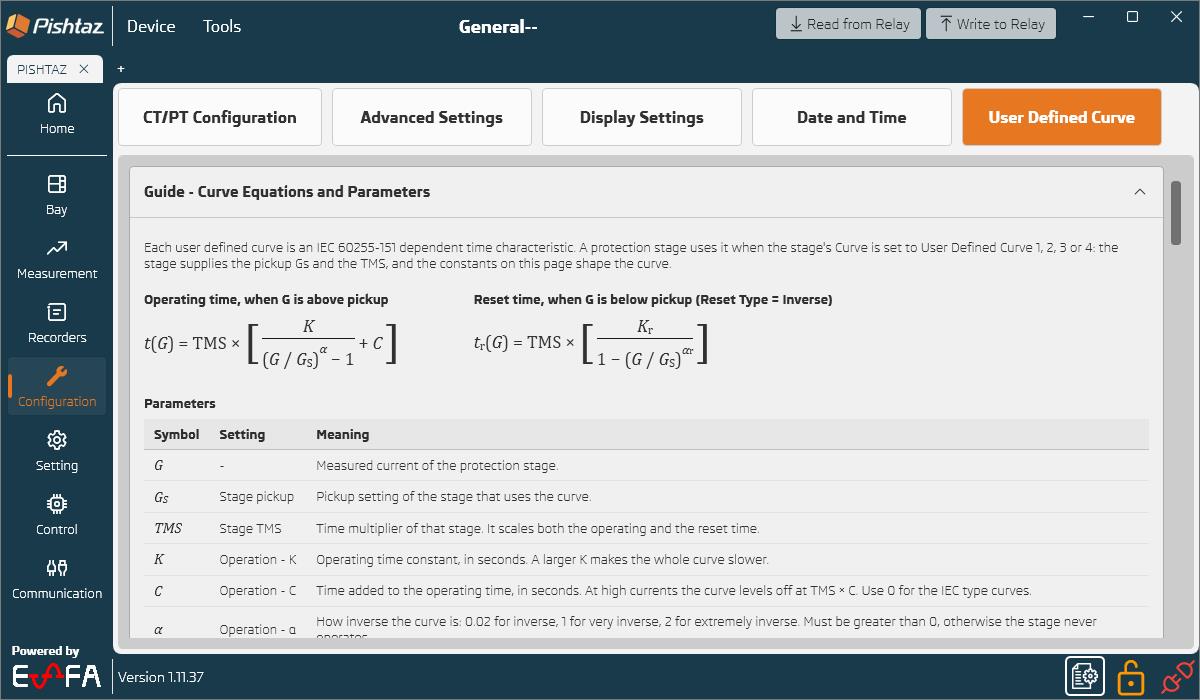 Pishtaz
Device Tools
General--
Read from Relay
Write to Relay
PISHTAZ
Home
Bay
Measurement
Recorders
Configuration
Setting
Control
Communication
CT/PT Configuration
Advanced Settings
Display Settings
Date and Time
User Defined Curve
Guide - Curve Equations and Parameters
Each user defined curve is an IEC 60255-151 dependent time characteristic. A protection stage uses it when the stage's Curve is set to User Defined Curve 1, 2, 3 or 4: the
stage supplies the pickup Gs and the TMS, and the constants on this page shape the curve.
Operating time, when G is above pickup
t(G) = TMS × [ K / ((G / Gs)^α − 1) + C ]
Reset time, when G is below pickup (Reset Type = Inverse)
tr(G) = TMS × [ Kr / (1 − (G / Gs)^αr) ]
Parameters
Symbol Setting Meaning
G - Measured current of the protection stage.
Gs Stage pickup Pickup setting of the stage that uses the curve.
TMS Stage TMS Time multiplier of that stage. It scales both the operating and the reset time.
K Operation - K Operating time constant, in seconds. A larger K makes the whole curve slower.
C Operation - C Time added to the operating time, in seconds. At high currents the curve levels off at TMS × C. Use 0 for the IEC type curves.
α Operation - α How inverse the curve is: 0.02 for inverse, 1 for very inverse, 2 for extremely inverse. Must be greater than 0, otherwise the stage never
operates.
Powered by
Version 1.11.37